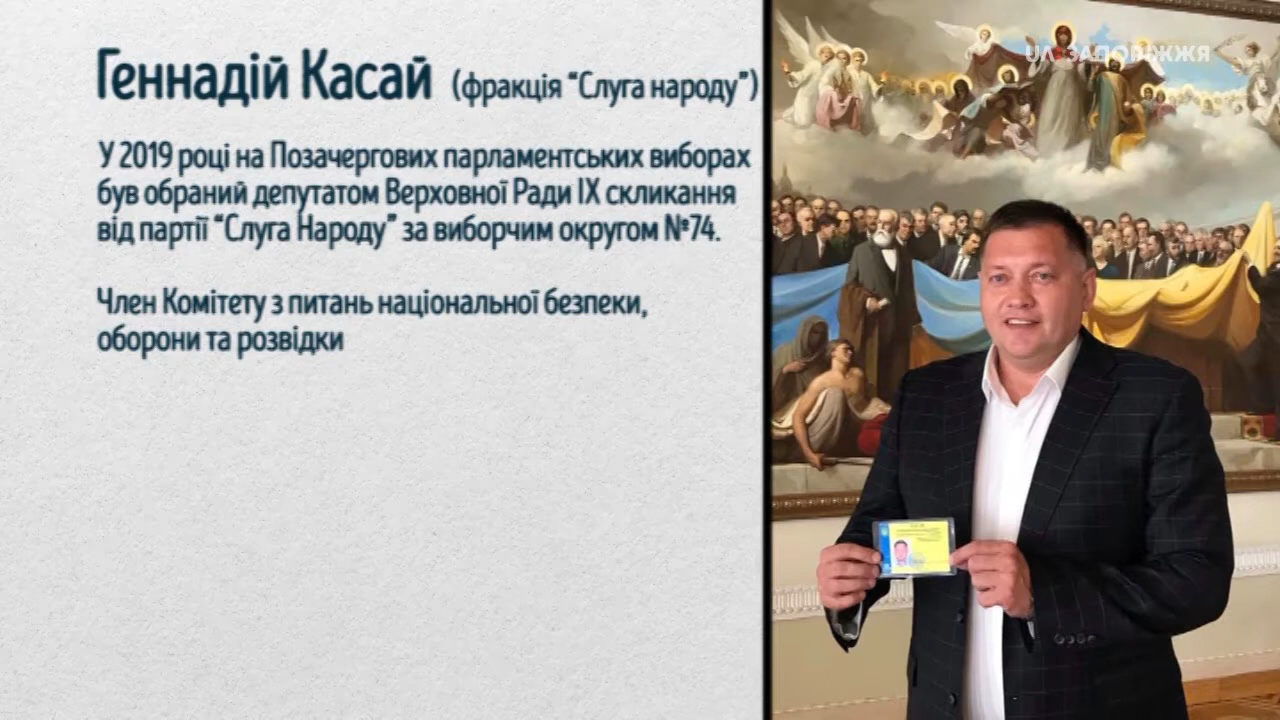 UA: ЗАПОРІЖЖЯ
Геннадій Касай (фракція “Слуга народу”)
У 2019 році на Позачергових парламентських виборах
був обраний депутатом Верховної Ради IX скликання
від партії “Слуга Народу” за виборчим округом №74.
Член Комітету з питань національної безпеки,
оборони та розвідки